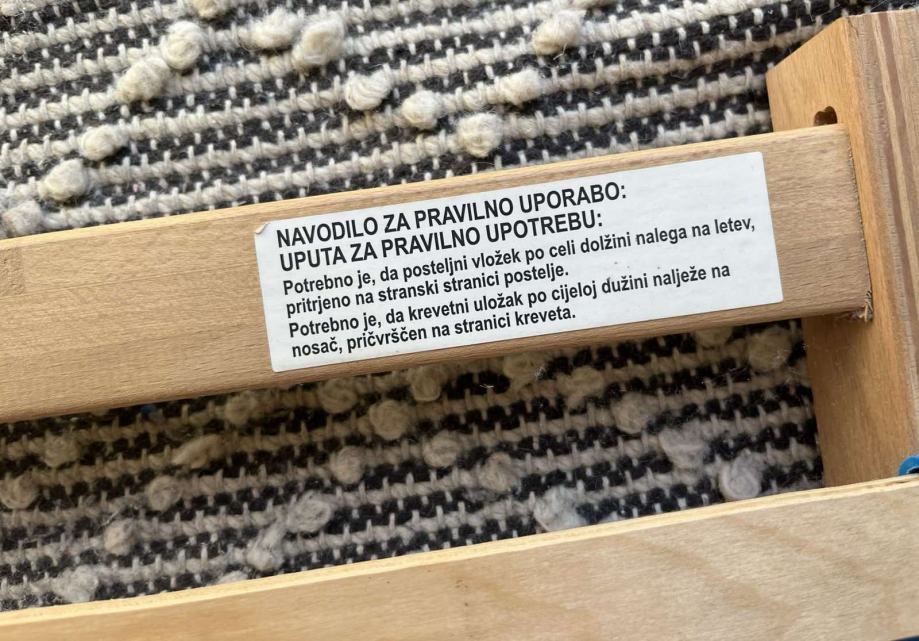 NAVODILO ZA PRAVILNO UPORABO:
UPUTA ZA PRAVILNO UPOTREBU:
Potrebno je, da posteljni vložek po celi dolžini nalega na letev,
pritrjeno na stranski stranici postelje.
Potrebno je, da krevetni uložak po cijeloj dužini nalježe na
nosač, pričvrščen na stranici kreveta.